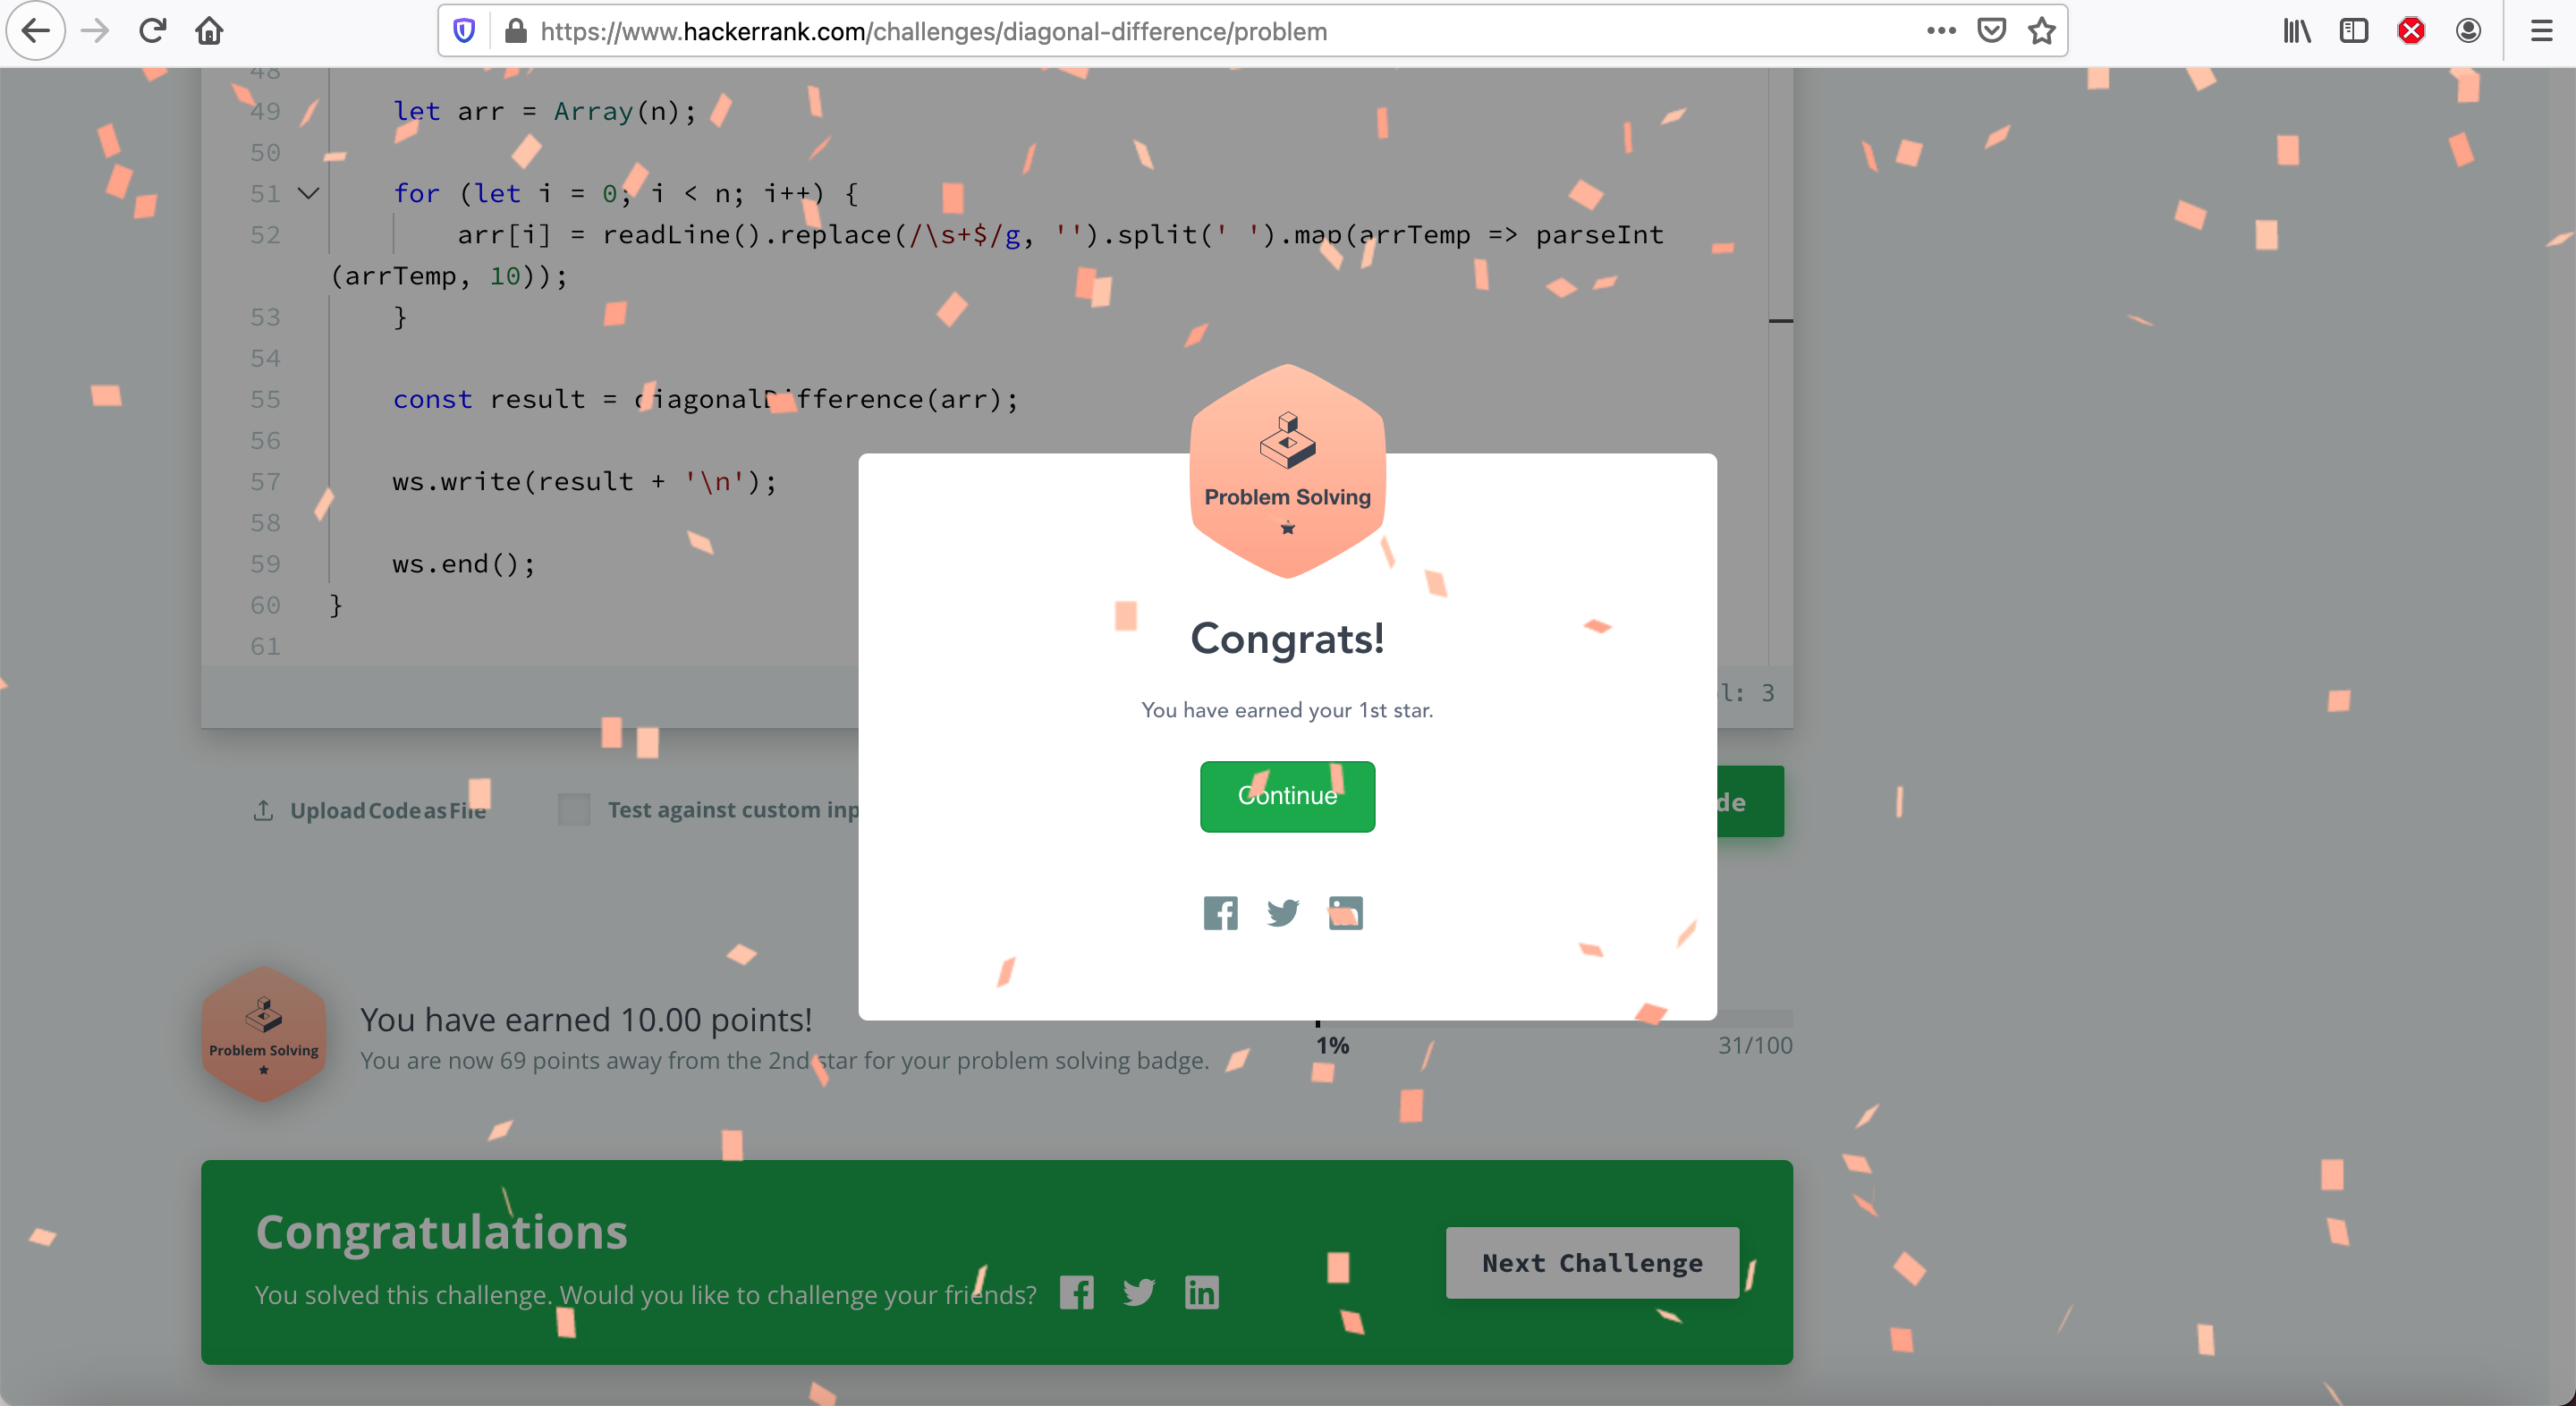 https://www.hackerrank.com/challenges/diagonal-difference/problem
48
49 let arr = Array(n);
50
51 for (let i = 0; i < n; i++) {
52 arr[i] = readLine().replace(/\s+$/g, '').split(' ').map(arrTemp => parseInt
(arrTemp, 10));
53 }
54
55 const result = diagonalDifference(arr);
56
57 ws.write(result + '\n');
58
59 ws.end();
60 }
61
l: 3
Problem Solving
Congrats!
You have earned your 1st star.
Continue
Upload Code as File
Test against custom inp
de
Problem Solving
You have earned 10.00 points!
You are now 69 points away from the 2nd star for your problem solving badge.
1%
31/100
Congratulations
You solved this challenge. Would you like to challenge your friends?
Next Challenge